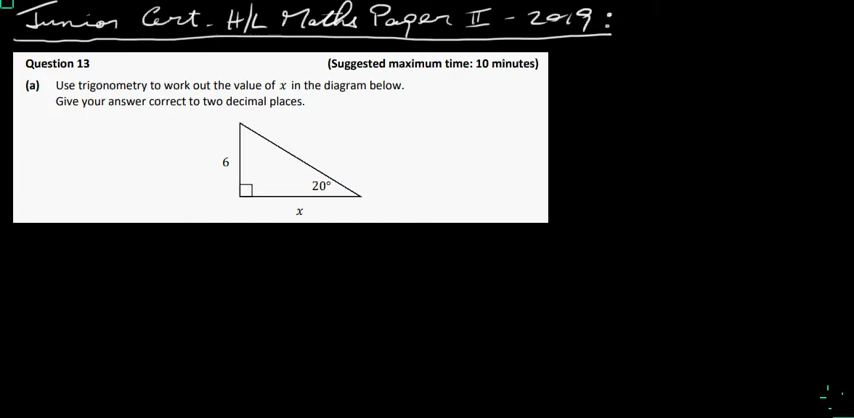 Junior Cert. H/L Maths Paper II - 2019:
Question 13 (Suggested maximum time: 10 minutes)
(a) Use trigonometry to work out the value of x in the diagram below.
Give your answer correct to two decimal places.
6
20°
x